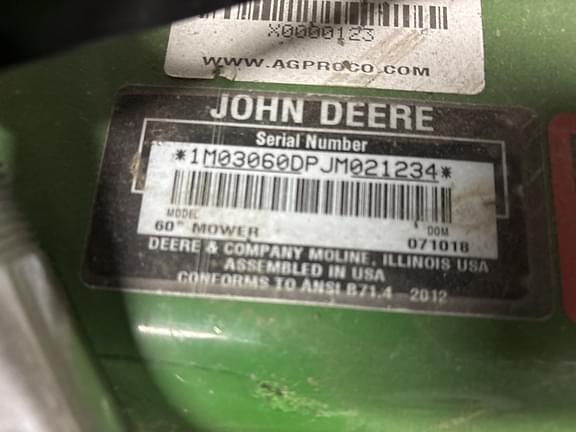 X0000123
WWW.AGPROCO.COM
JOHN DEERE
Serial Number
*1M03060DPJM021234*
MODEL
DOM
60" MOWER
071018
DEERE & COMPANY MOLINE, ILLINOIS USA
ASSEMBLED IN USA
CONFORMS TO ANSI B71.4 - 2012